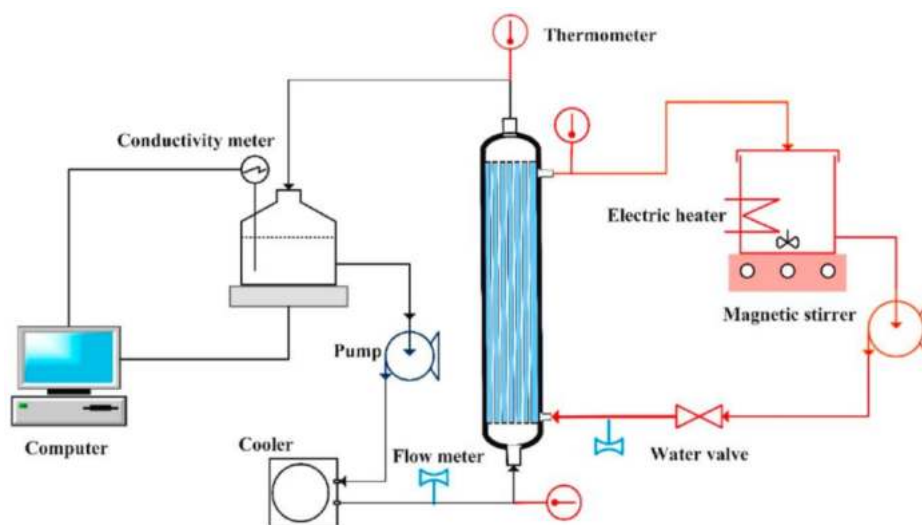 Thermometer
Conductivity meter
Electric heater
Magnetic stirrer
Pump
Computer
Cooler
Flow meter
Water valve